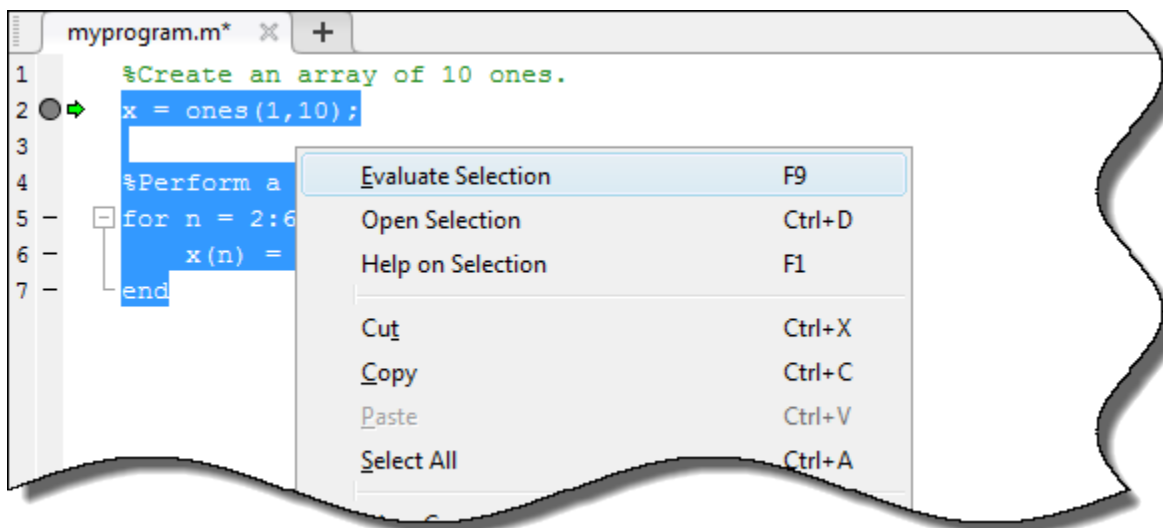 myprogram.m*
1 %Create an array of 10 ones.
2 x = ones(1,10);
3
4 %Perform a
5 – for n = 2:6
6 – x(n) =
7 – end
Evaluate Selection F9
Open Selection Ctrl+D
Help on Selection F1
Cut Ctrl+X
Copy Ctrl+C
Paste Ctrl+V
Select All Ctrl+A